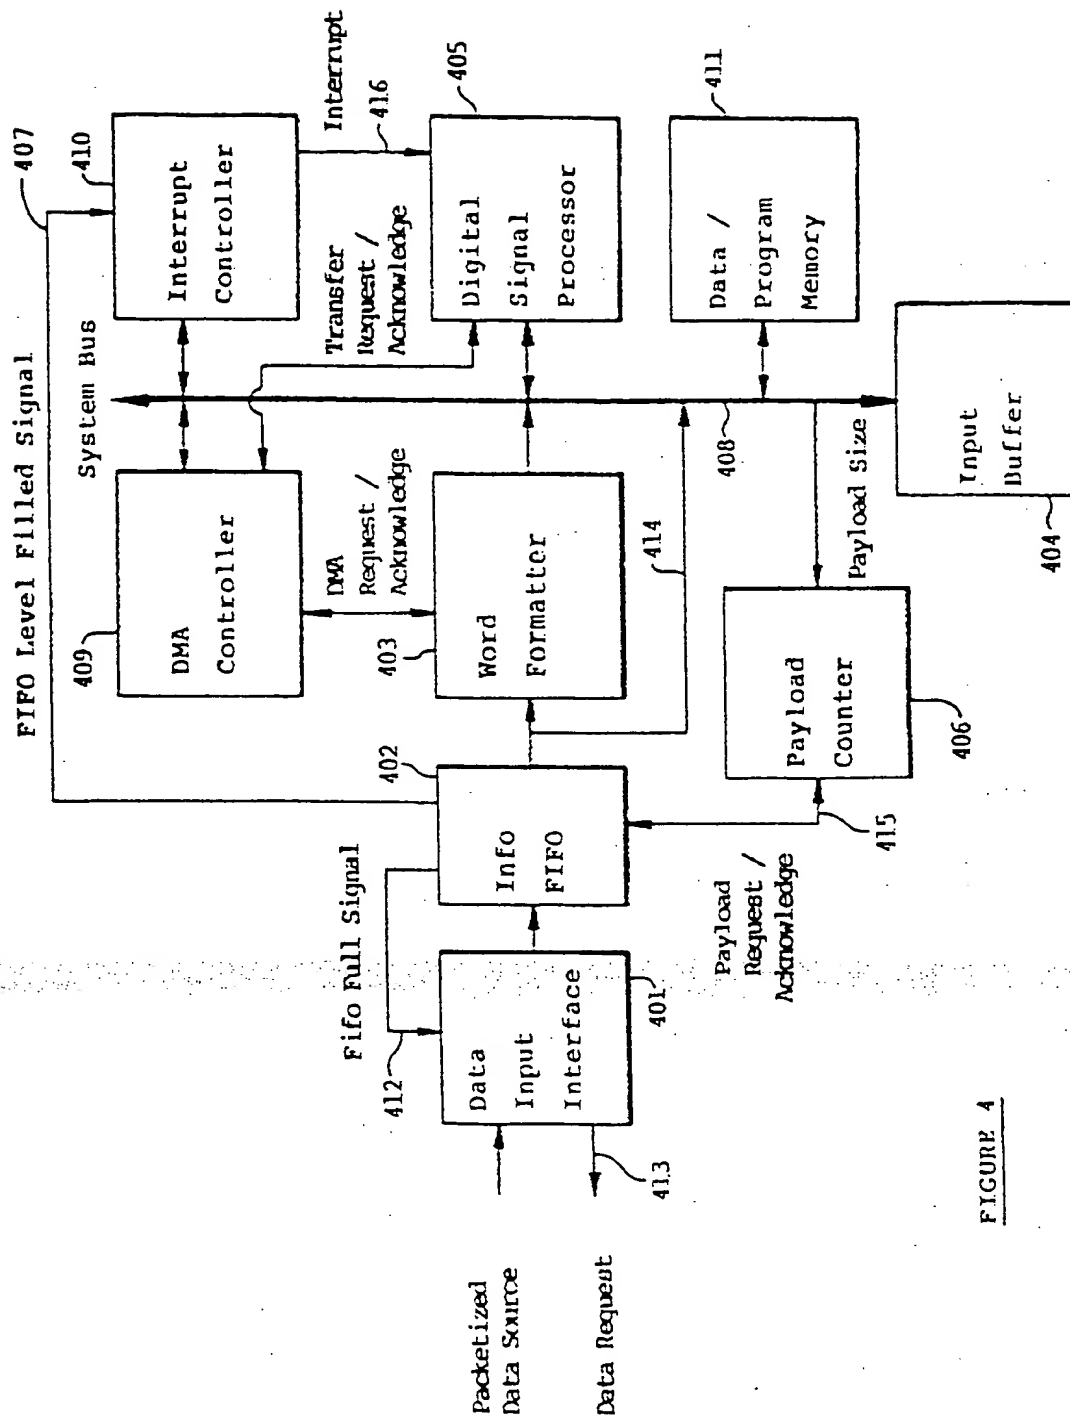 FIFO Level Filled Signal
407
System Bus
410
Interrupt
Controller
409
DMA
Controller
Interrupt
416
Transfer
Request /
Acknowledge
DMA
Request /
Acknowledge
405
Digital
Signal
Processor
403
Word
Formatter
402
Info
FIFO
Fifo Full Signal
412
Data
Input
Interface
401
Packetized
Data Source
Data Request
413
414
408
411
Data /
Program
Memory
Payload Size
Payload
Counter
406
415
Payload
Request /
Acknowledge
Input
Buffer
404
FIGURE 4